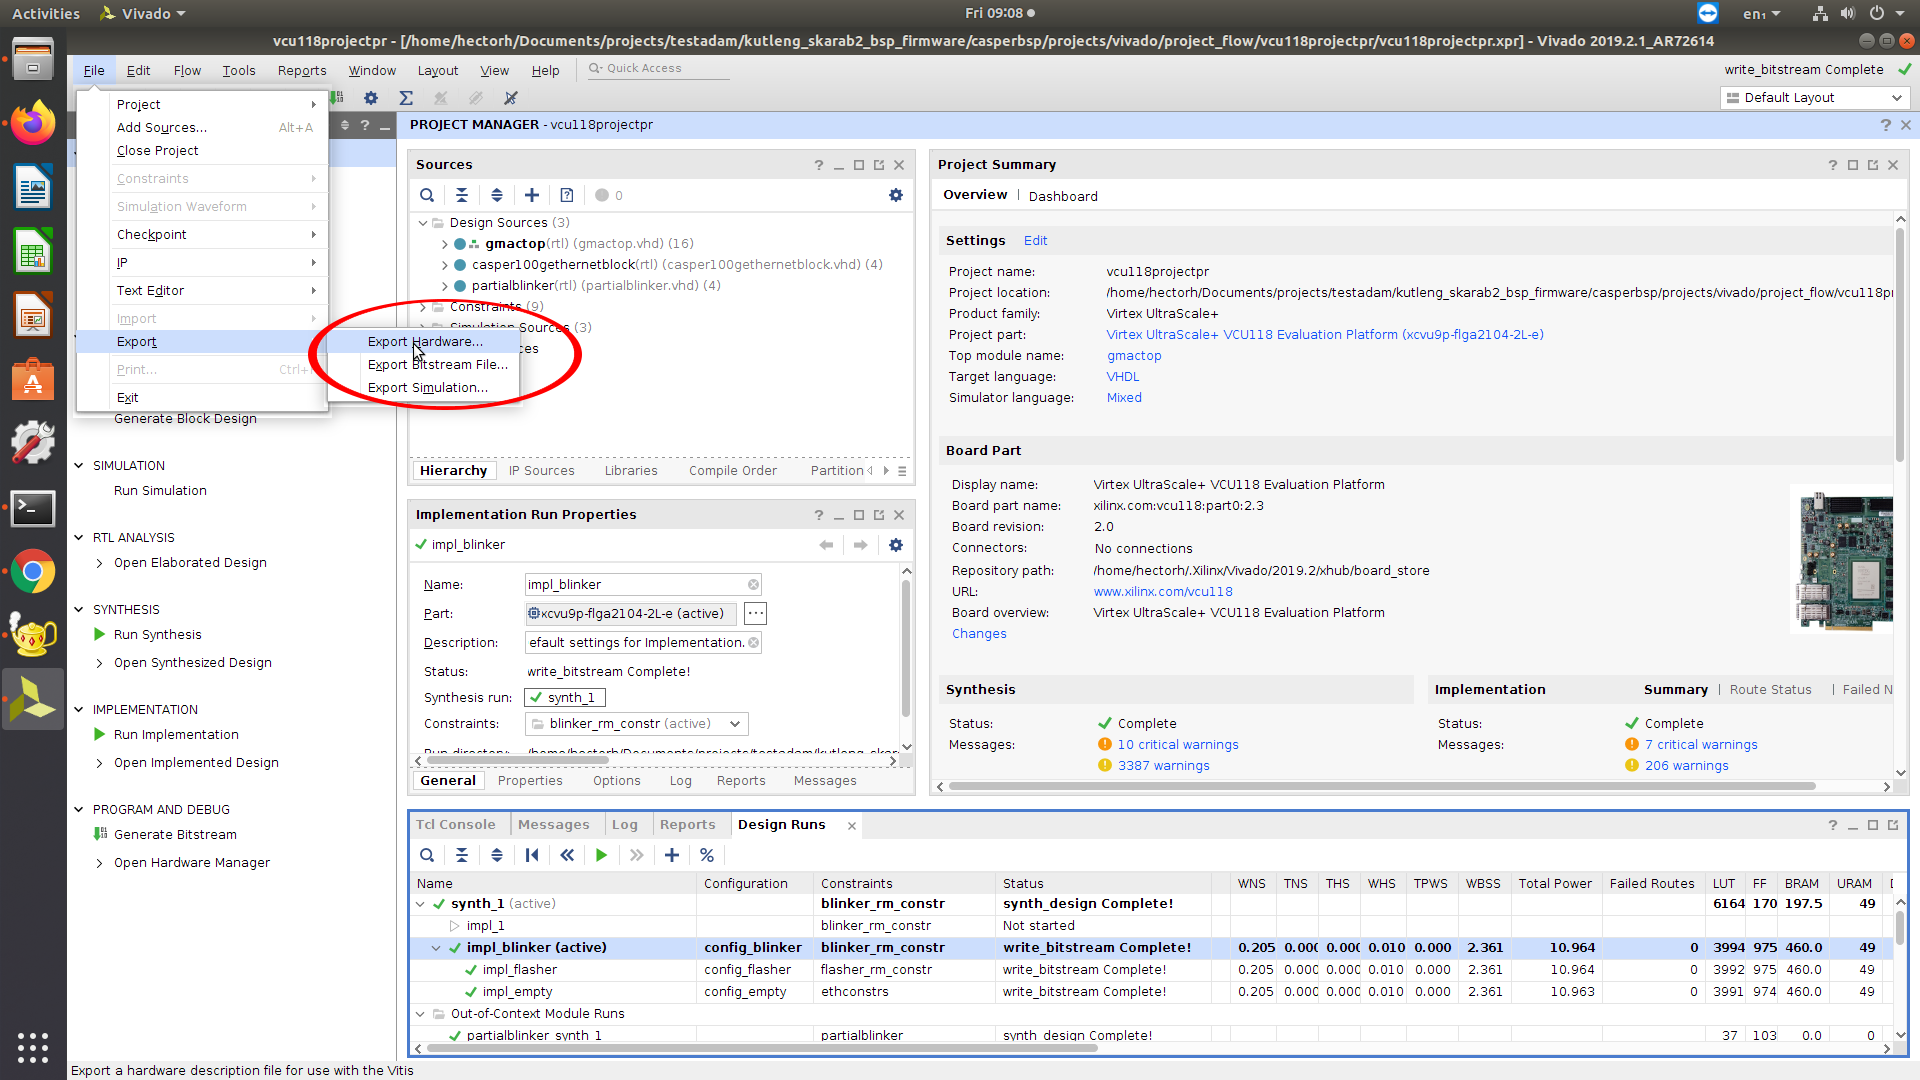 Activities
Vivado
Fri 09:08
en₁
vcu118projectpr - [/home/hectorh/Documents/projects/testadam/kutleng_skarab2_bsp_firmware/casperbsp/projects/vivado/project_flow/vcu118projectpr/vcu118projectpr.xpr] - Vivado 2019.2.1_AR72614
File Edit Flow Tools Reports Window Layout View Help
Quick Access
write_bitstream Complete
Default Layout
Project
Add Sources... Alt+A
Close Project
Constraints
Simulation Waveform
Checkpoint
IP
Text Editor
Import
Export
Print...
Exit
Export Hardware...
Export Bitstream File...
Export Simulation...
Generate Block Design
SIMULATION
Run Simulation
RTL ANALYSIS
Open Elaborated Design
SYNTHESIS
Run Synthesis
Open Synthesized Design
IMPLEMENTATION
Run Implementation
Open Implemented Design
PROGRAM AND DEBUG
Generate Bitstream
Open Hardware Manager
PROJECT MANAGER - vcu118projectpr
Sources
0
Design Sources (3)
gmactop(rtl) (gmactop.vhd) (16)
casper100gethernetblock(rtl) (casper100gethernetblock.vhd) (4)
partialblinker(rtl) (partialblinker.vhd) (4)
Constraints (9)
Simulation Sources (3)
Hierarchy IP Sources Libraries Compile Order Partition
Implementation Run Properties
impl_blinker
Name: impl_blinker
Part: xcvu9p-flga2104-2L-e (active)
Description: efault settings for Implementation.
Status: write_bitstream Complete!
Synthesis run: synth_1
Constraints: blinker_rm_constr (active)
Run directory: /home/hectorh/Documents/projects/testadam/kutleng_skar
General Properties Options Log Reports Messages
Project Summary
Overview | Dashboard
Settings Edit
Project name: vcu118projectpr
Project location: /home/hectorh/Documents/projects/testadam/kutleng_skarab2_bsp_firmware/casperbsp/projects/vivado/project_flow/vcu118pr
Product family: Virtex UltraScale+
Project part: Virtex UltraScale+ VCU118 Evaluation Platform (xcvu9p-flga2104-2L-e)
Top module name: gmactop
Target language: VHDL
Simulator language: Mixed
Board Part
Display name: Virtex UltraScale+ VCU118 Evaluation Platform
Board part name: xilinx.com:vcu118:part0:2.3
Board revision: 2.0
Connectors: No connections
Repository path: /home/hectorh/.Xilinx/Vivado/2019.2/xhub/board_store
URL: www.xilinx.com/vcu118
Board overview: Virtex UltraScale+ VCU118 Evaluation Platform
Changes
Synthesis
Status: Complete
Messages: 10 critical warnings
3387 warnings
Implementation Summary | Route Status | Failed N
Status: Complete
Messages: 7 critical warnings
206 warnings
Tcl Console Messages Log Reports Design Runs
Name Configuration Constraints Status WNS TNS THS WHS TPWS WBSS Total Power Failed Routes LUT FF BRAM URAM
synth_1 (active) blinker_rm_constr synth_design Complete! 6164 170 197.5 49
impl_1 blinker_rm_constr Not started
impl_blinker (active) config_blinker blinker_rm_constr write_bitstream Complete! 0.205 0.000 0.000 0.010 0.000 2.361 10.964 0 3994 975 460.0 49
impl_flasher config_flasher flasher_rm_constr write_bitstream Complete! 0.205 0.000 0.000 0.010 0.000 2.361 10.964 0 3992 975 460.0 49
impl_empty config_empty ethconstrs write_bitstream Complete! 0.205 0.000 0.000 0.010 0.000 2.361 10.963 0 3991 974 460.0 49
Out-of-Context Module Runs
partialblinker_synth_1 partialblinker synth_design Complete! 37 103 0.0 0
Export a hardware description file for use with the Vitis